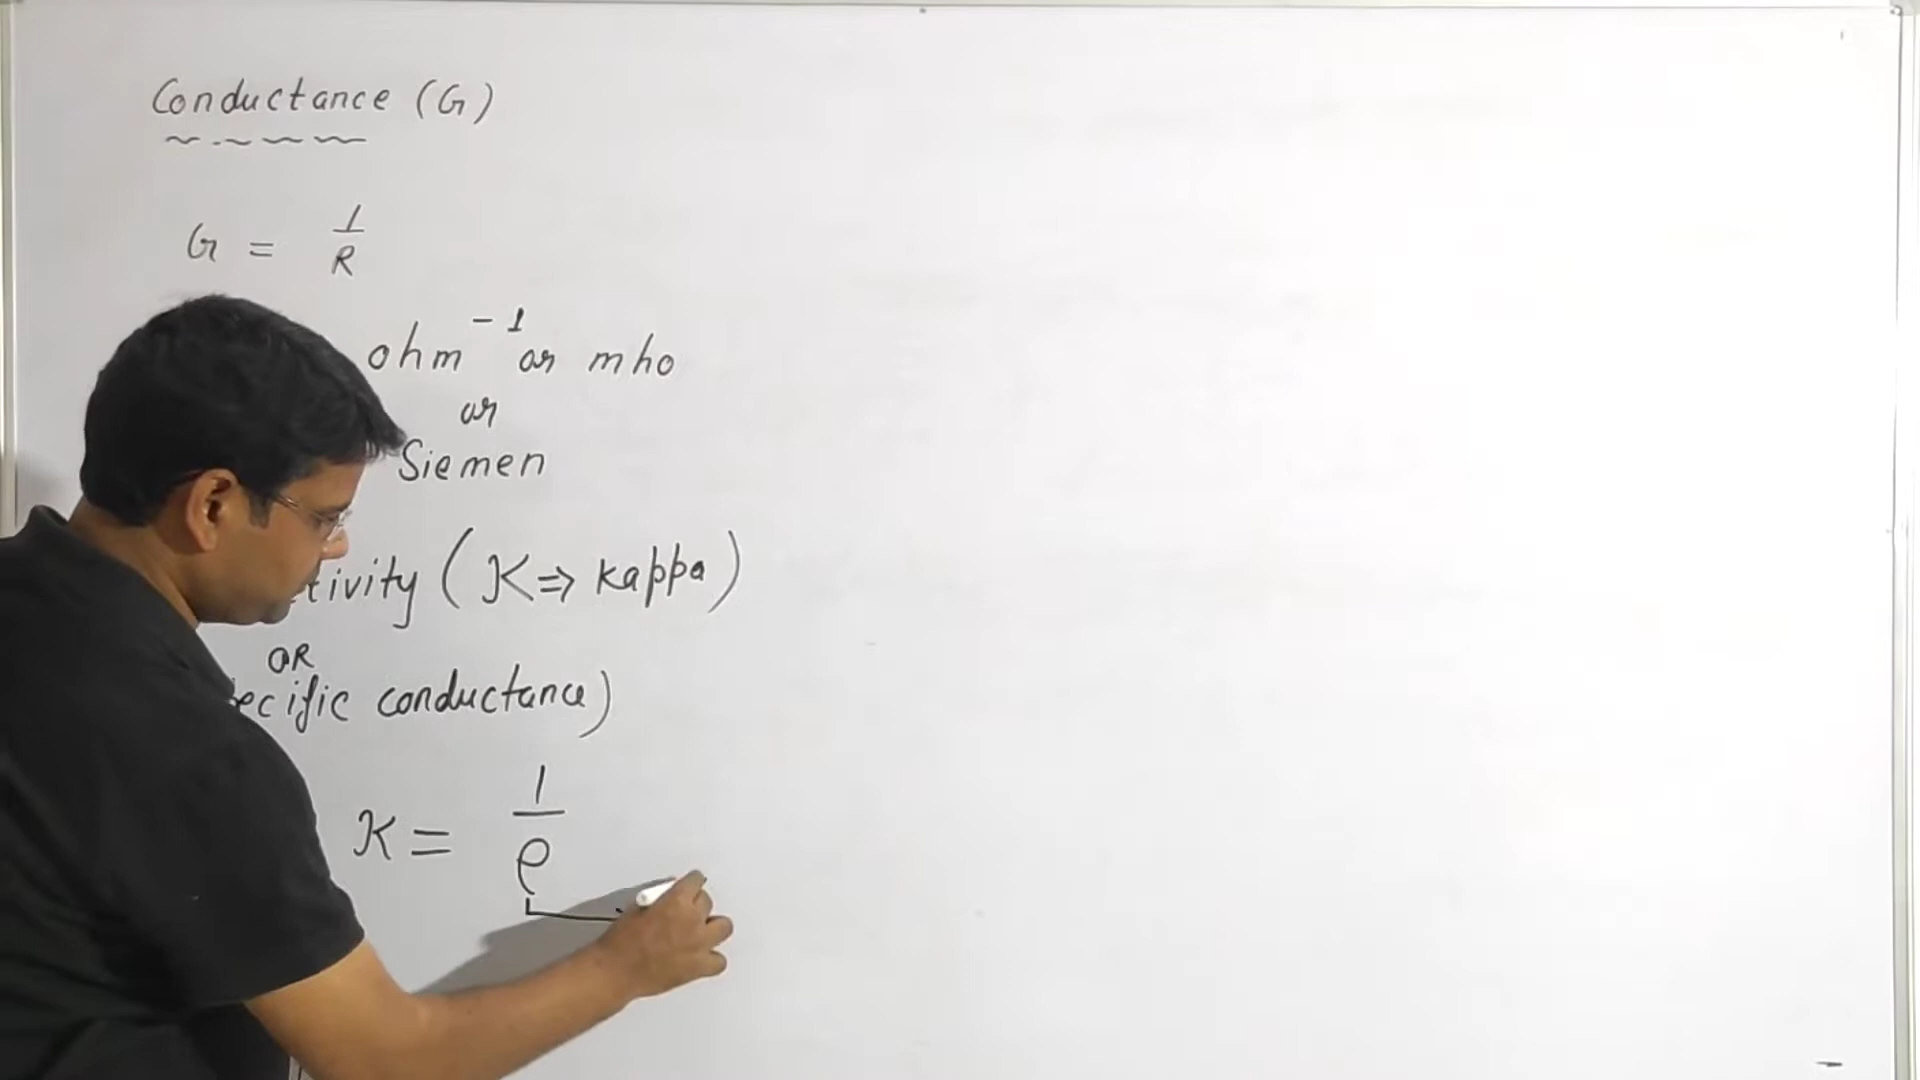 Conductance (G)
G = 1/R
ohm⁻¹ or mho
or
Siemen
tivity (K ⇒ kappa)
OR
ecific conductance)
K = 1/ρ